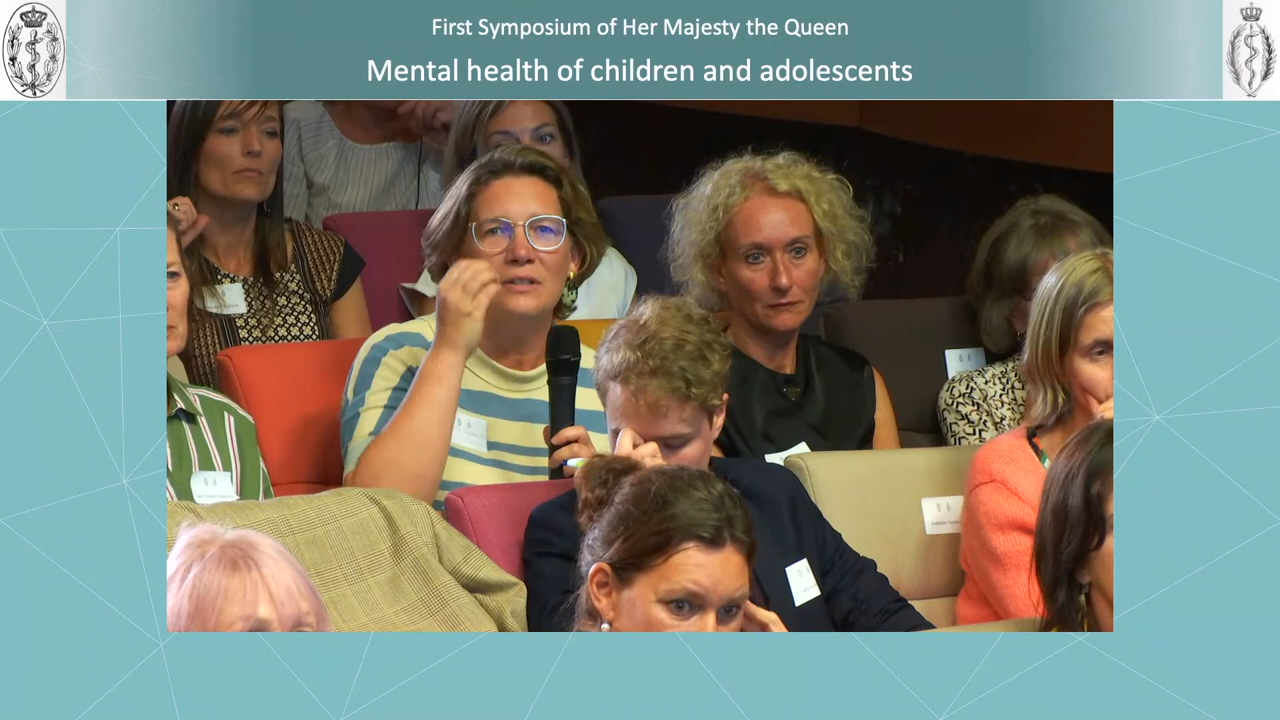 First Symposium of Her Majesty the Queen
Mental health of children and adolescents